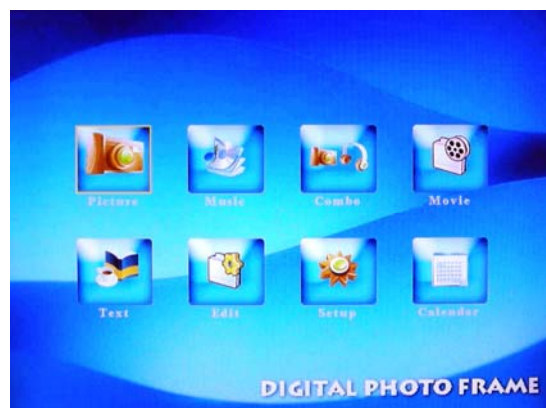 Picture Music Combo Movie
Text Edit Setup Calendar
DIGITAL PHOTO FRAME